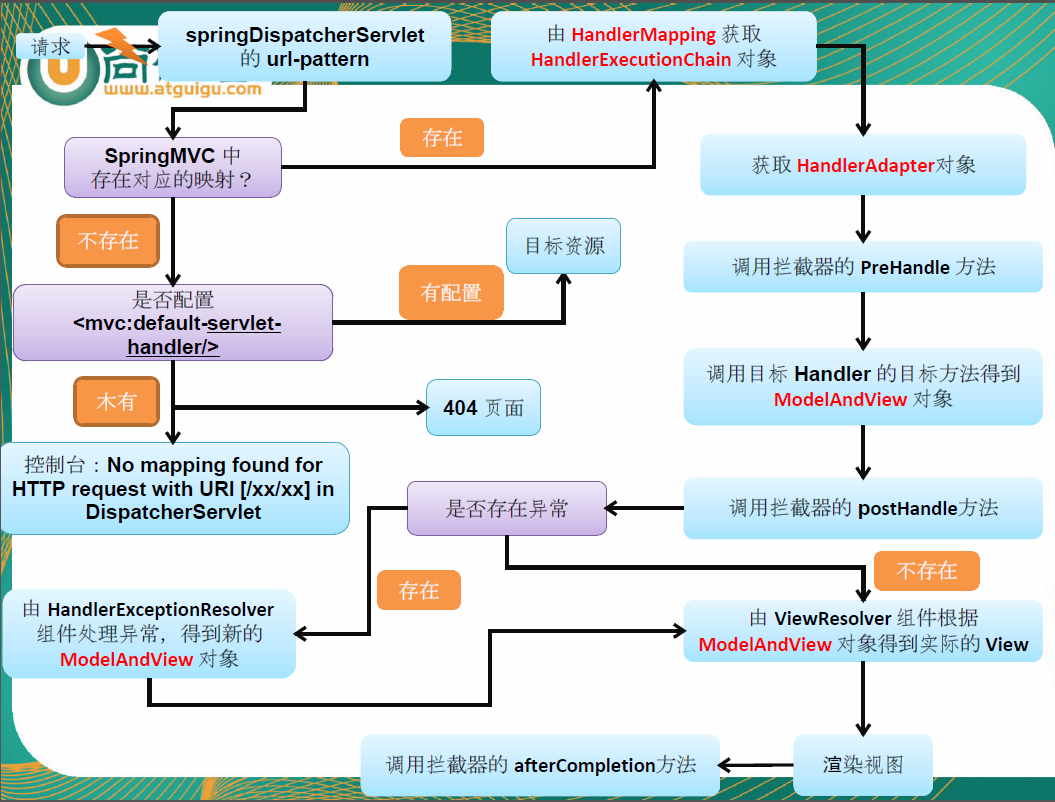 请求
springDispatcherServlet
的 url-pattern
由 HandlerMapping 获取
HandlerExecutionChain 对象
www.atguigu.com
存在
SpringMVC 中
存在对应的映射？
获取 HandlerAdapter对象
不存在
目标资源
调用拦截器的 PreHandle 方法
有配置
是否配置
<mvc:default-servlet-
handler/>
调用目标 Handler 的目标方法得到
ModelAndView 对象
木有
404 页面
控制台：No mapping found for
HTTP request with URI [/xx/xx] in
DispatcherServlet
是否存在异常
调用拦截器的 postHandle方法
不存在
存在
由 HandlerExceptionResolver
组件处理异常，得到新的
ModelAndView 对象
由 ViewResolver 组件根据
ModelAndView 对象得到实际的 View
调用拦截器的 afterCompletion方法
渲染视图